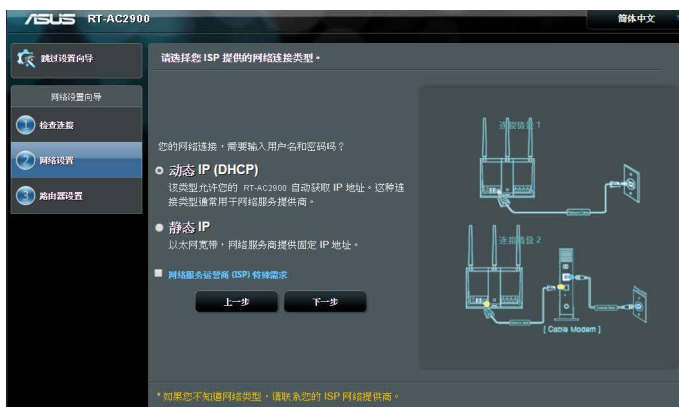 ASUS RT-AC2900
简体中文
跳过设置向导
请选择您 ISP 提供的网络连接类型。
网络设置向导
1 检查连接
2 网络设置
3 路由器设置
您的网络连接，需要输入用户名和密码吗？
动态 IP (DHCP)
该类型允许您的 RT-AC2900 自动获取 IP 地址。这种连
接类型通常用于网络服务提供商。
静态 IP
以太网宽带，网络服务商提供固定 IP 地址。
网络服务运营商 (ISP) 特殊需求
上一步
下一步
连接情景 1
连接情景 2
[ Cable Modem ]
* 如果您不知道网络类型，请联系您的 ISP 网络提供商。